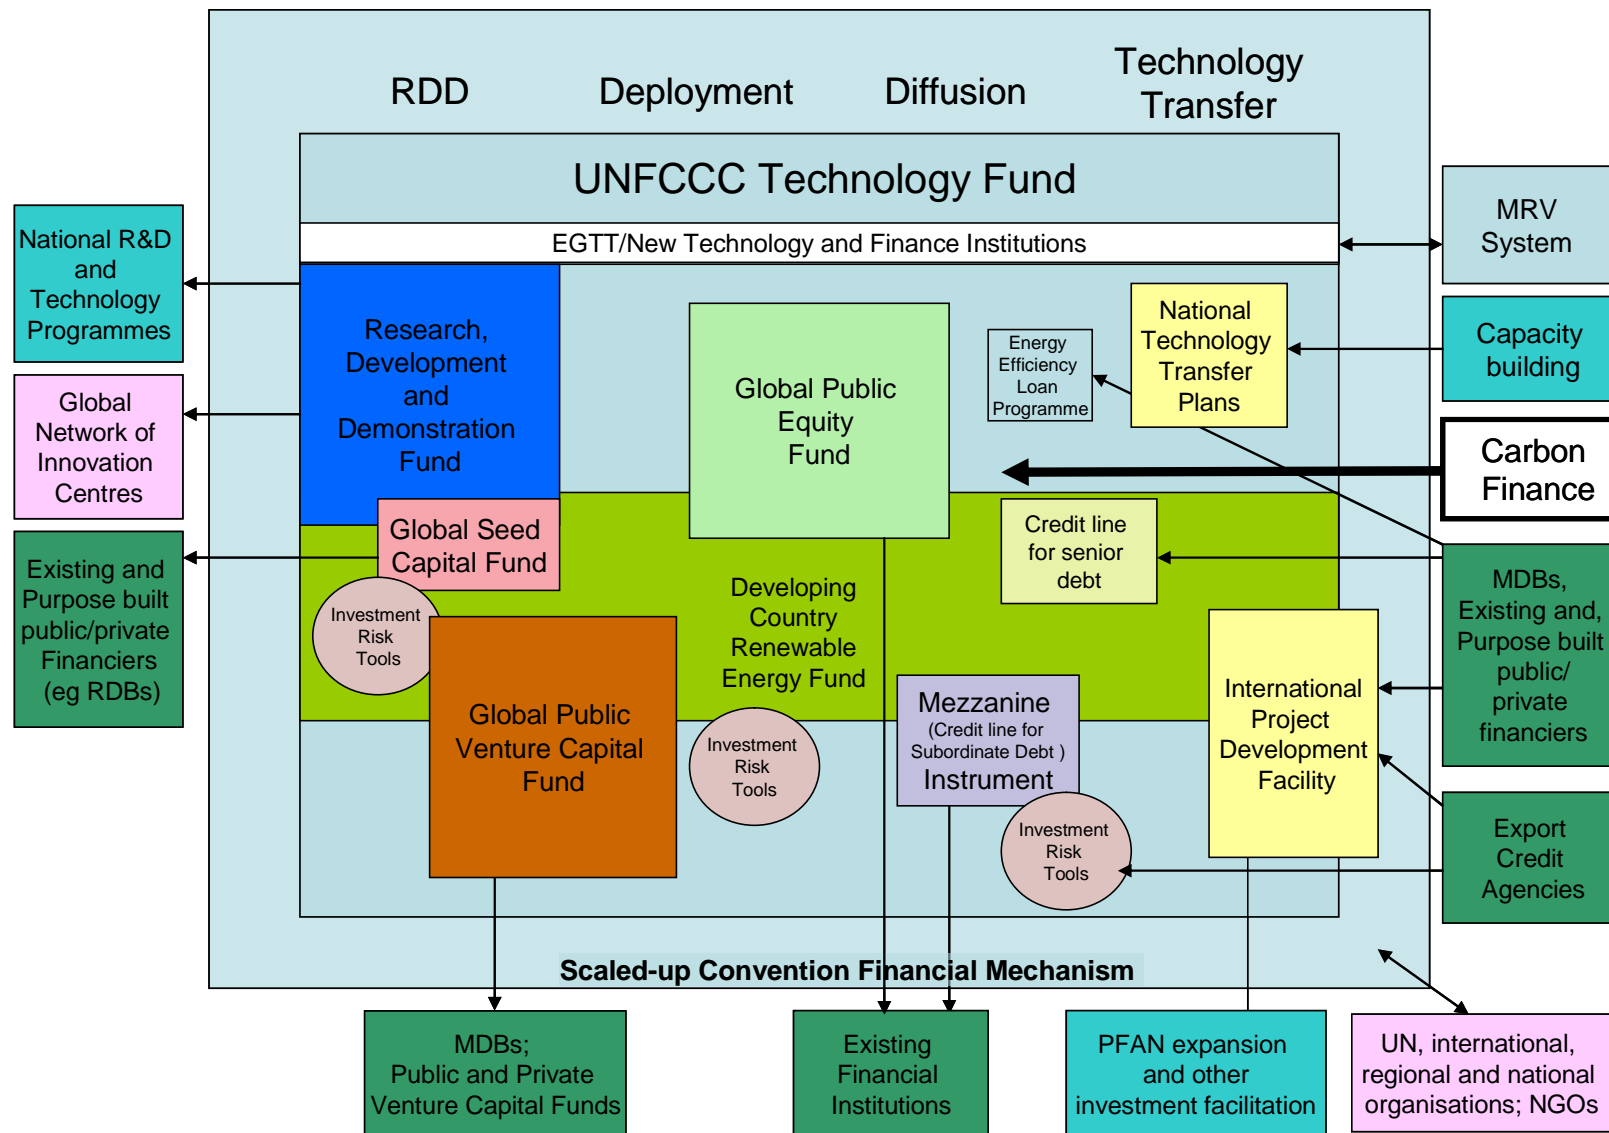 RDD
Deployment
Diffusion
Technology
Transfer
UNFCCC Technology Fund
EGTT/New Technology and Finance Institutions
National R&D
and
Technology
Programmes
Global
Network of
Innovation
Centres
Existing and
Purpose built
public/private
Financiers
(eg RDBs)
Research,
Development
and
Demonstration
Fund
Global Seed
Capital Fund
Investment
Risk
Tools
Global Public
Venture Capital
Fund
Global Public
Equity
Fund
Developing
Country
Renewable
Energy Fund
Investment
Risk
Tools
Energy
Efficiency
Loan
Programme
National
Technology
Transfer
Plans
Credit line
for senior
debt
Mezzanine
(Credit line for
Subordinate Debt )
Instrument
Investment
Risk
Tools
International
Project
Development
Facility
MRV
System
Capacity
building
Carbon
Finance
MDBs,
Existing and,
Purpose built
public/
private
financiers
Export
Credit
Agencies
Scaled-up Convention Financial Mechanism
MDBs;
Public and Private
Venture Capital Funds
Existing
Financial
Institutions
PFAN expansion
and other
investment facilitation
UN, international,
regional and national
organisations; NGOs